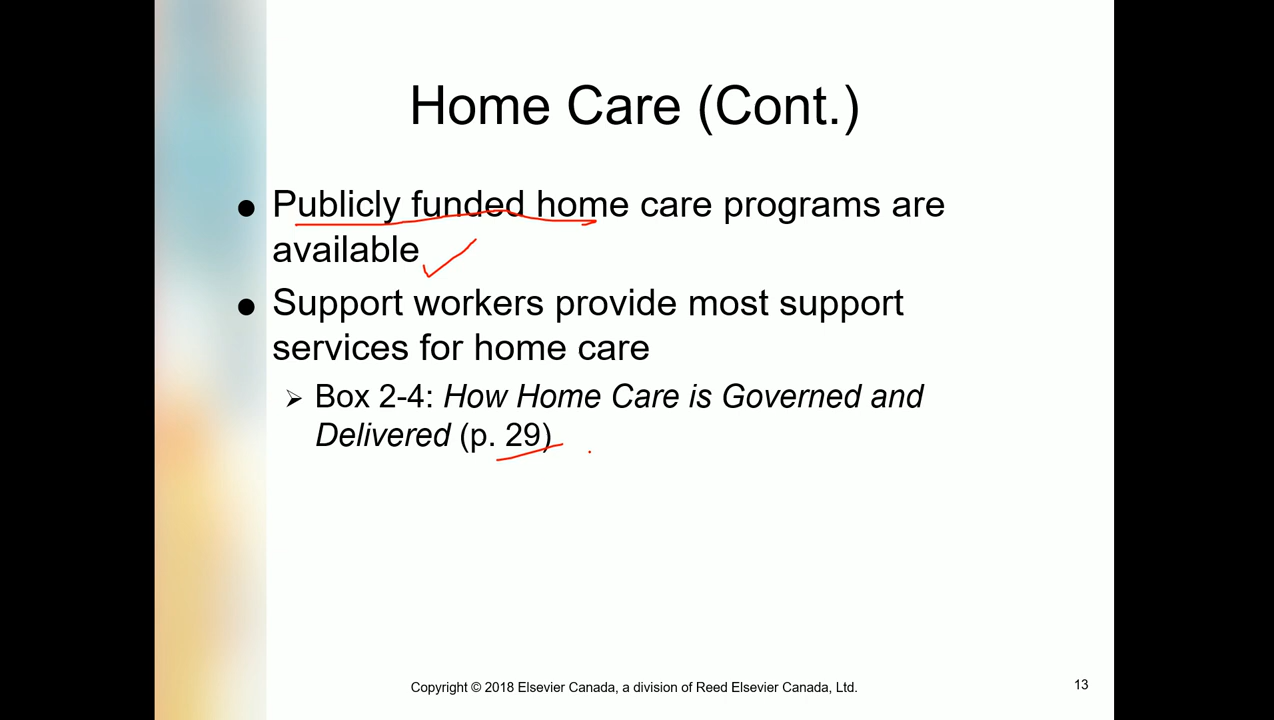 Home Care (Cont.)
● Publicly funded home care programs are
available
● Support workers provide most support
services for home care
➢ Box 2-4: How Home Care is Governed and
Delivered (p. 29)
Copyright © 2018 Elsevier Canada, a division of Reed Elsevier Canada, Ltd.
13